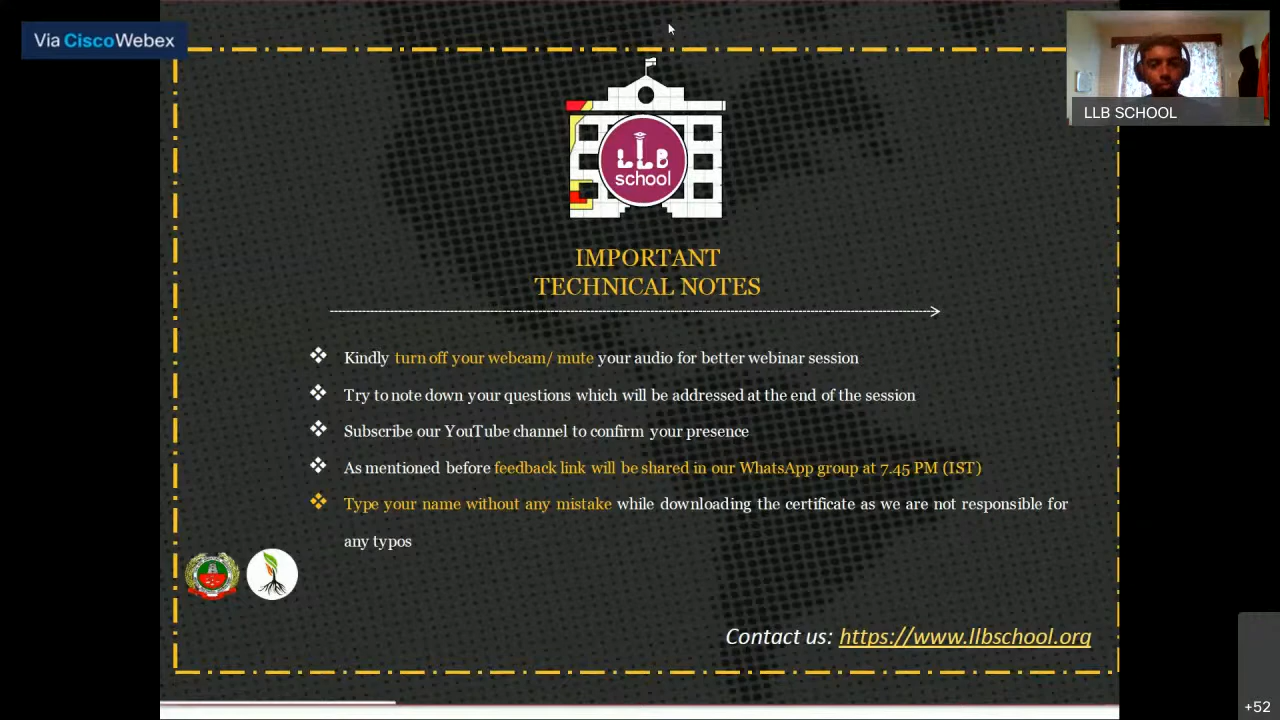 Via CiscoWebex
LLB SCHOOL
LLB
school
IMPORTANT
TECHNICAL NOTES
Kindly turn off your webcam/ mute your audio for better webinar session
Try to note down your questions which will be addressed at the end of the session
Subscribe our YouTube channel to confirm your presence
As mentioned before feedback link will be shared in our WhatsApp group at 7.45 PM (IST)
Type your name without any mistake while downloading the certificate as we are not responsible for
any typos
Contact us: https://www.llbschool.org
+52